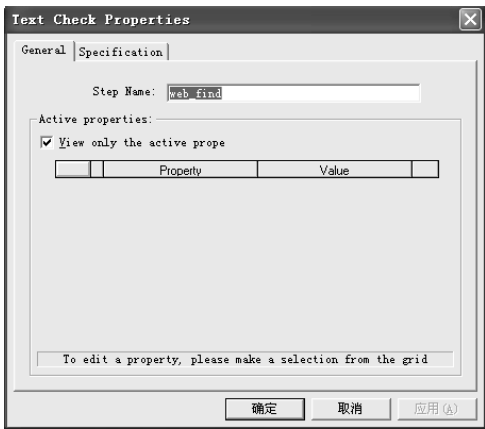 Text Check Properties
General Specification
Step Name: web_find
Active properties:
View only the active prope
Property Value
To edit a property, please make a selection from the grid
确定 取消 应用(A)